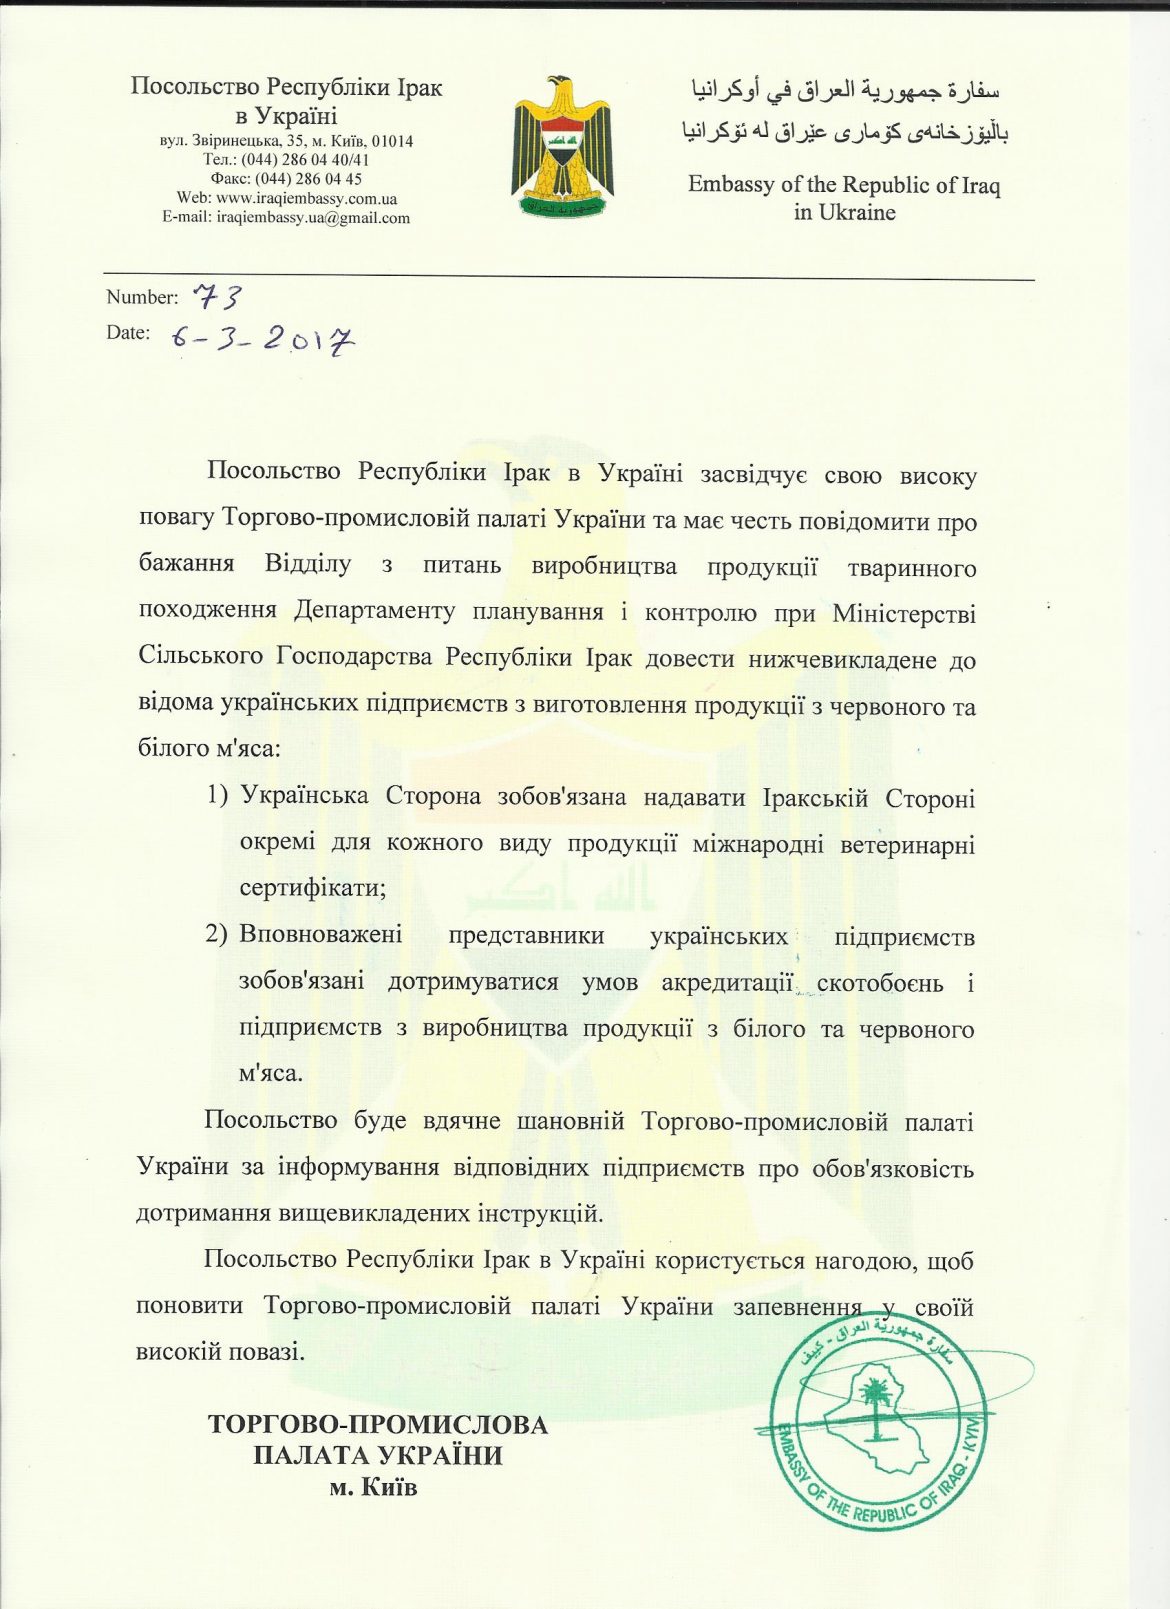 Посольство Республіки Ірак
в Україні
вул. Звіринецька, 35, м. Київ, 01014
Тел.: (044) 286 04 40/41
Факс: (044) 286 04 45
Web: www.iraqiembassy.com.ua
E-mail: iraqiembassy.ua@gmail.com
الله اكبر
جمهورية العراق
سفارة جمهورية العراق في أوكرانيا
باڵیۆزخانەی کۆماری عێراق لە ئۆکرانیا
Embassy of the Republic of Iraq
in Ukraine
Number: 73
Date: 6-3-2017
Посольство Республіки Ірак в Україні засвідчує свою високу
повагу Торгово-промисловій палаті України та має честь повідомити про
бажання Відділу з питань виробництва продукції тваринного
походження Департаменту планування і контролю при Міністерстві
Сільського Господарства Республіки Ірак довести нижчевикладене до
відома українських підприємств з виготовлення продукції з червоного та
білого м'яса:
1) Українська Сторона зобов'язана надавати Іракській Стороні
окремі для кожного виду продукції міжнародні ветеринарні
сертифікати;
2) Вповноважені представники українських підприємств
зобов'язані дотримуватися умов акредитації скотобоєнь і
підприємств з виробництва продукції з білого та червоного
м'яса.
الله اكبر
Посольство буде вдячне шановній Торгово-промисловій палаті
України за інформування відповідних підприємств про обов'язковість
дотримання вищевикладених інструкцій.
Посольство Республіки Ірак в Україні користується нагодою, щоб
поновити Торгово-промисловій палаті України запевнення у своїй
високій повазі.
ТОРГОВО-ПРОМИСЛОВА
ПАЛАТА УКРАЇНИ
м. Київ
سفارة جمهورية العراق - كييف
EMBASSY OF THE REPUBLIC OF IRAQ - KYIV